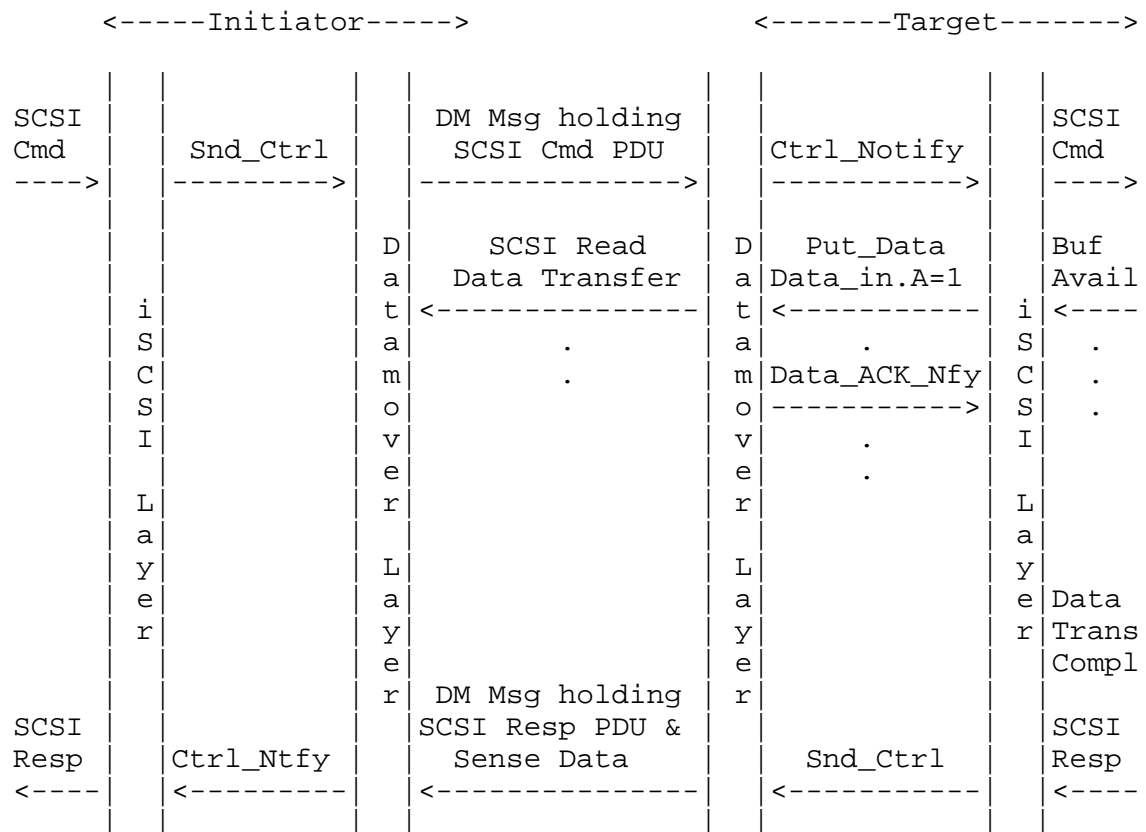 <-----Initiator----->                 <-------Target------->

     | |         | |                 | |            | |
SCSI | |         | | DM Msg holding  | |            | |SCSI
Cmd  | | Snd_Ctrl| |  SCSI Cmd PDU   | |Ctrl_Notify | |Cmd
---->| |-------->| |---------------->| |----------->| |---->
     | |         | |                 | |            | |
     | |         |D|   SCSI Read     |D|  Put_Data  | |Buf
     | |         |a| Data Transfer   |a|Data_in.A=1 | |Avail
     |i|         |t|<----------------|t|<-----------|i|<----
     |S|         |a|        .        |a|     .      |S|  .
     |C|         |m|        .        |m|Data_ACK_Nfy|C|  .
     |S|         |o|                 |o|----------->|S|  .
     |I|         |v|                 |v|     .      |I|
     | |         |e|                 |e|     .      | |
     |L|         |r|                 |r|            |L|
     |a|         | |                 | |            |a|
     |y|         |L|                 |L|            |y|
     |e|         |a|                 |a|            |e|Data
     |r|         |y|                 |y|            |r|Trans
     | |         |e|                 |e|            | |Compl
     | |         |r| DM Msg holding  |r|            | |
SCSI | |         | |SCSI Resp PDU &  | |            | |SCSI
Resp | |Ctrl_Ntfy| |  Sense Data     | |  Snd_Ctrl  | |Resp
<----| |<--------| |<----------------| |<-----------| |<----
     | |         | |                 | |            | |